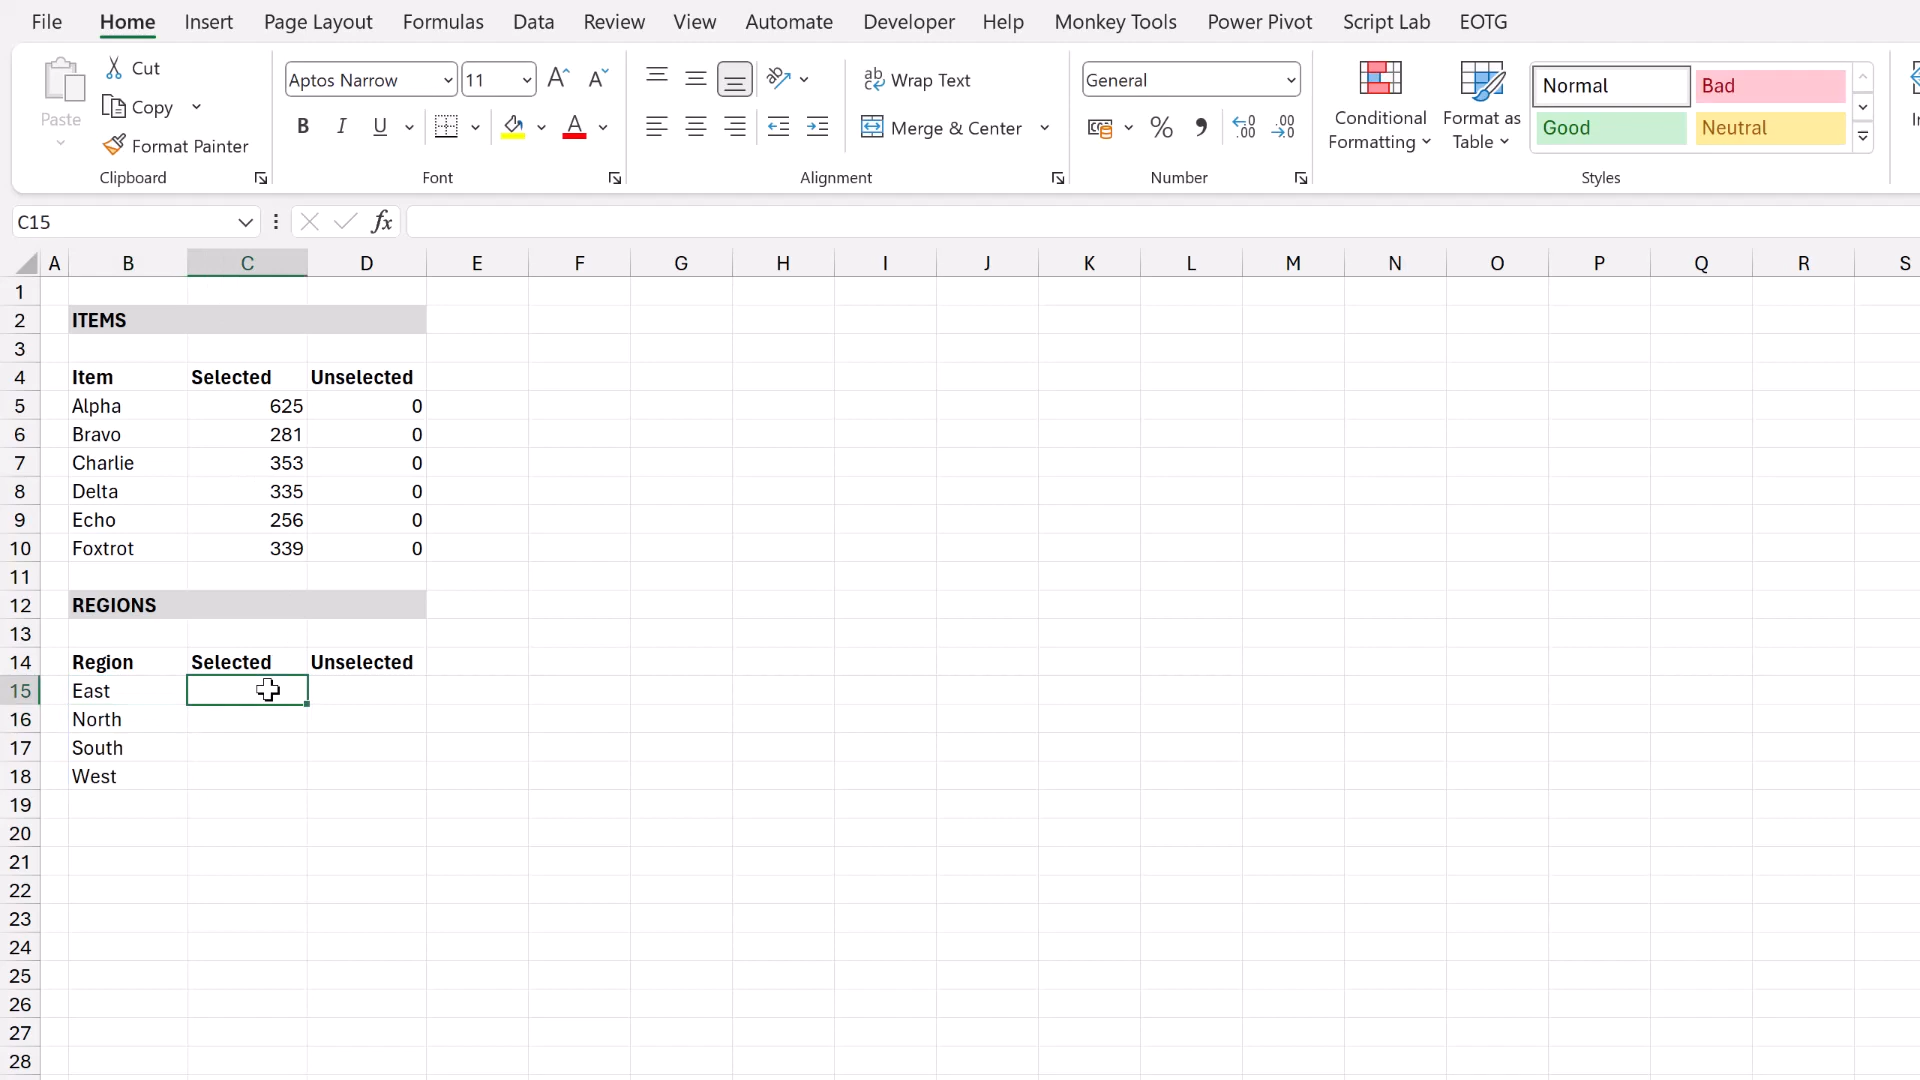 File Home Insert Page Layout Formulas Data Review View Automate Developer Help Monkey Tools Power Pivot Script Lab EOTG
Paste
Cut
Copy
Format Painter
Clipboard
Aptos Narrow 11
B I U
Font
Wrap Text
Merge & Center
Alignment
General
Number
Conditional Formatting
Format as Table
Normal Bad
Good Neutral
Styles
C15 fx
A B C D E F G H I J K L M N O P Q R S
1
2 ITEMS
3
4 Item Selected Unselected
5 Alpha 625 0
6 Bravo 281 0
7 Charlie 353 0
8 Delta 335 0
9 Echo 256 0
10 Foxtrot 339 0
11
12 REGIONS
13
14 Region Selected Unselected
15 East
16 North
17 South
18 West
19
20
21
22
23
24
25
26
27
28